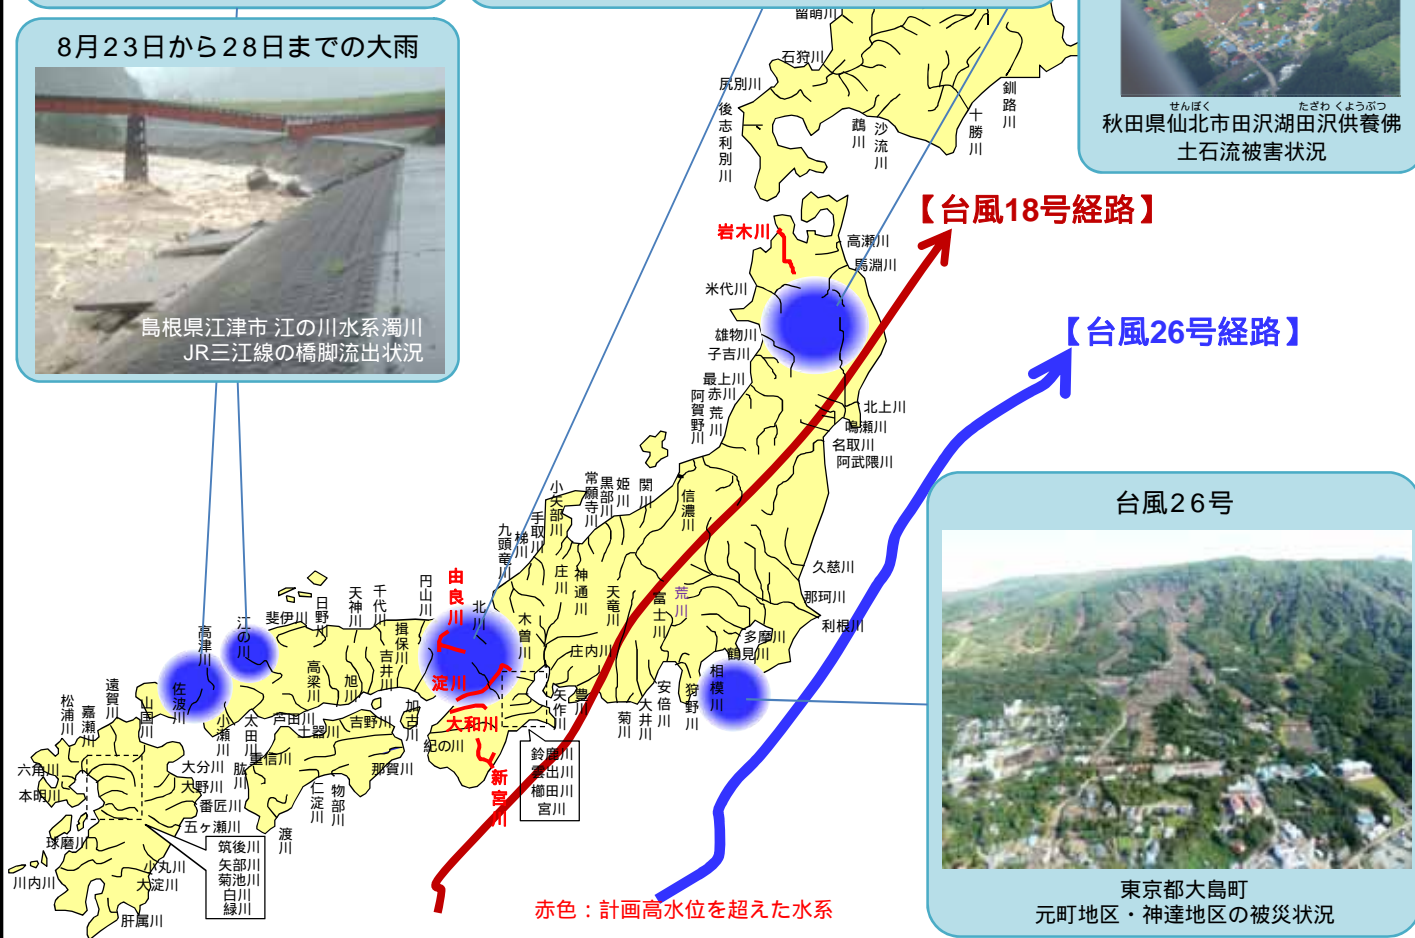 8月23日から28日までの大雨
島根県江津市 江の川水系濁川
JR三江線の橋脚流出状況
せんぼく たざわ くようぶつ
秋田県仙北市田沢湖田沢供養佛
土石流被害状況
【台風18号経路】
【台風26号経路】
台風26号
東京都大島町
元町地区・神達地区の被災状況
赤色：計画高水位を超えた水系
留萌川
石狩川
尻別川
後志利別川
鵡川
沙流川
十勝川
釧路川
岩木川
高瀬川
馬淵川
米代川
雄物川
子吉川
最上川
赤川
荒川
阿賀野川
北上川
鳴瀬川
名取川
阿武隈川
信濃川
関川
姫川
黒部川
常願寺川
小矢部川
手取川
梯川
九頭竜川
庄川
神通川
天竜川
富士川
荒川
久慈川
那珂川
利根川
多摩川
鶴見川
相模川
狩野川
安倍川
大井川
菊川
豊川
矢作川
庄内川
木曽川
北川
由良川
淀川
大和川
新宮川
紀の川
鈴鹿川
雲出川
櫛田川
宮川
円山川
加古川
揖保川
千代川
吉井川
天神川
旭川
日野川
高梁川
斐伊川
江の川
高津川
佐波川
小瀬川
太田川
芦田川
土器川
吉野川
重信川
肱川
那賀川
物部川
仁淀川
渡川
山国川
遠賀川
嘉瀬川
松浦川
六角川
本明川
大分川
大野川
番匠川
五ヶ瀬川
球磨川
小丸川
大淀川
川内川
肝属川
筑後川
矢部川
菊池川
白川
緑川